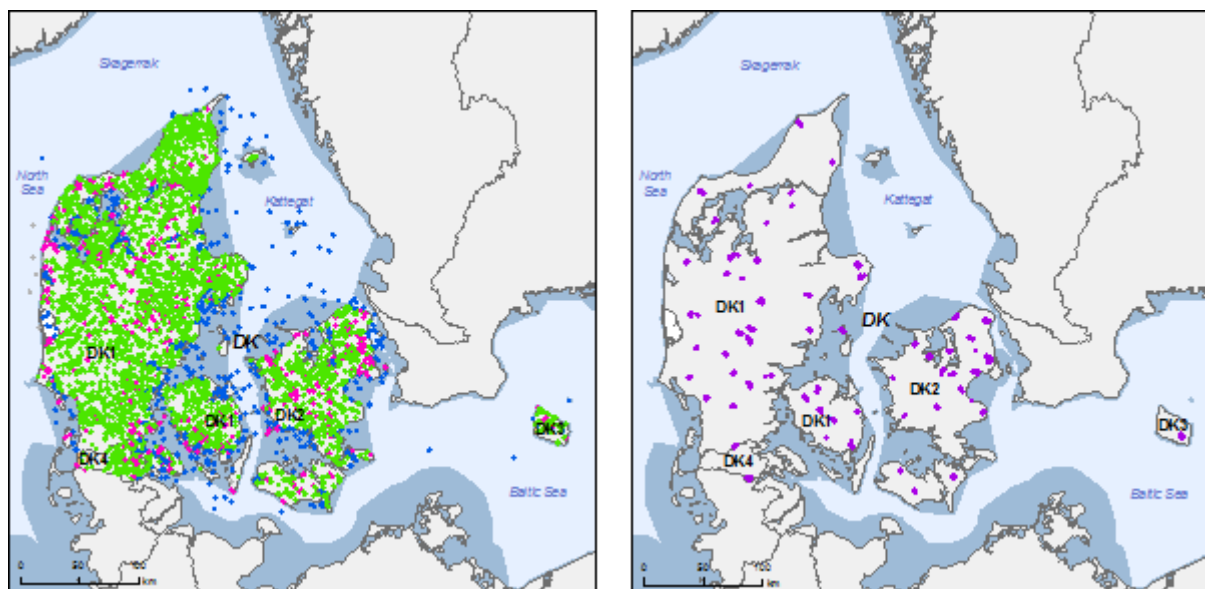 Skagerrak
North
Sea
Kattegat
DK1
DK
DK1
DK2
DK3
DK4
Baltic Sea
0 50 100
km
Skagerrak
North
Sea
Kattegat
DK1
DK
DK2
DK1
DK3
DK4
Baltic Sea
0 50 100
km